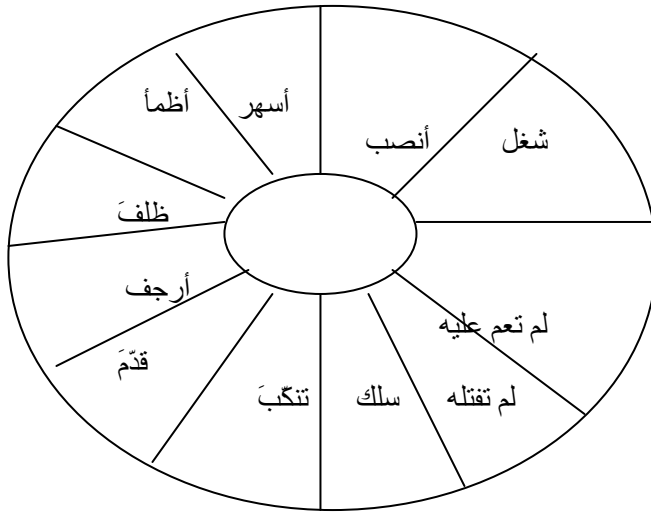 شغل
أنصب
أسهر
أظمأ
ظلفَ
أرجف
قدّمَ
تنكّبَ
سلك
لم تفتله
لم تعم عليه